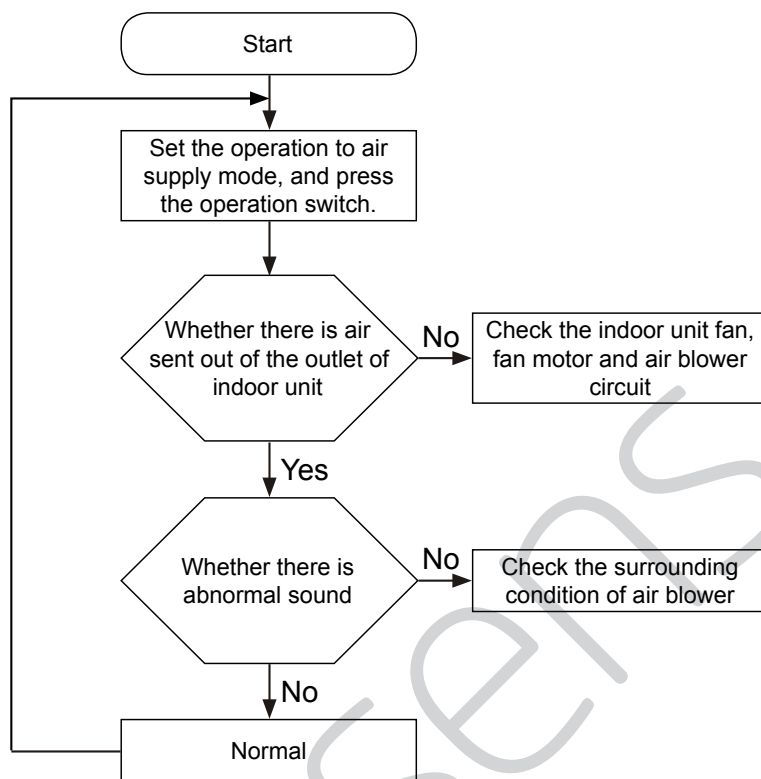 Start
Set the operation to air
supply mode, and press
the operation switch.
Whether there is air
sent out of the outlet of
indoor unit
No
Check the indoor unit fan,
fan motor and air blower
circuit
Yes
Whether there is
abnormal sound
No
Check the surrounding
condition of air blower
No
Normal
sens